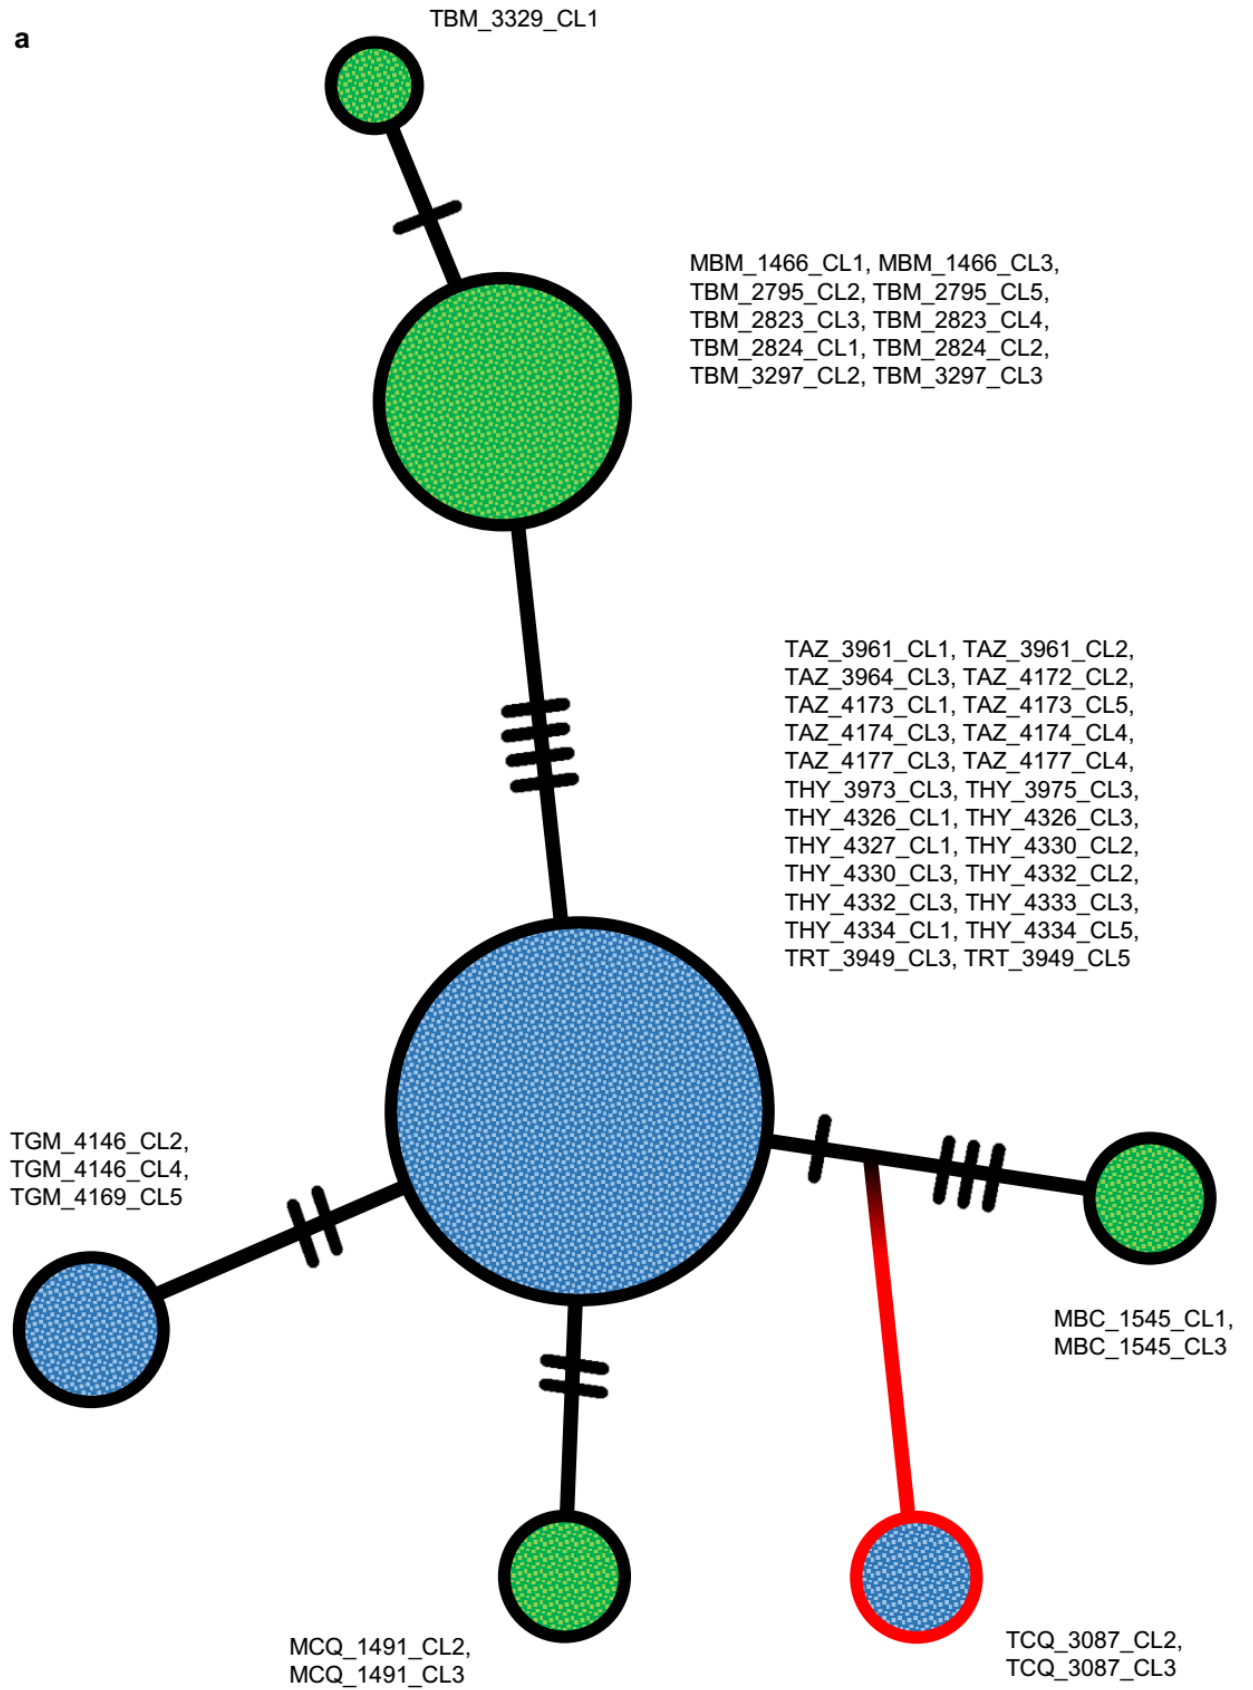 a
TBM_3329_CL1
MBM_1466_CL1, MBM_1466_CL3,
TBM_2795_CL2, TBM_2795_CL5,
TBM_2823_CL3, TBM_2823_CL4,
TBM_2824_CL1, TBM_2824_CL2,
TBM_3297_CL2, TBM_3297_CL3
TAZ_3961_CL1, TAZ_3961_CL2,
TAZ_3964_CL3, TAZ_4172_CL2,
TAZ_4173_CL1, TAZ_4173_CL5,
TAZ_4174_CL3, TAZ_4174_CL4,
TAZ_4177_CL3, TAZ_4177_CL4,
THY_3973_CL3, THY_3975_CL3,
THY_4326_CL1, THY_4326_CL3,
THY_4327_CL1, THY_4330_CL2,
THY_4330_CL3, THY_4332_CL2,
THY_4332_CL3, THY_4333_CL3,
THY_4334_CL1, THY_4334_CL5,
TRT_3949_CL3, TRT_3949_CL5
TGM_4146_CL2,
TGM_4146_CL4,
TGM_4169_CL5
MBC_1545_CL1,
MBC_1545_CL3
MCQ_1491_CL2,
MCQ_1491_CL3
TCQ_3087_CL2,
TCQ_3087_CL3